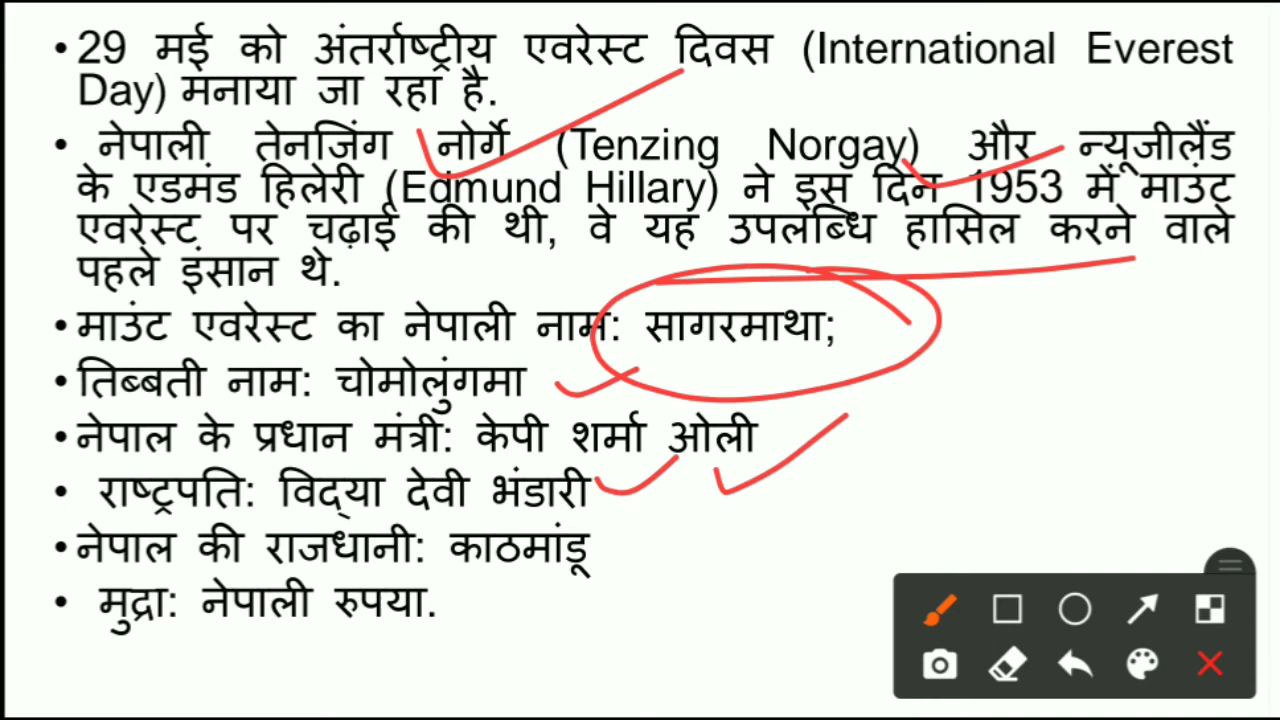 • 29 मई को अंतर्राष्ट्रीय एवरेस्ट दिवस (International Everest
Day) मनाया जा रहा है.
• नेपाली तेनजिंग नोर्गे (Tenzing Norgay) और न्यूजीलैंड
के एडमंड हिलेरी (Edmund Hillary) ने इस दिन 1953 में माउंट
एवरेस्ट पर चढ़ाई की थी, वे यह उपलब्धि हासिल करने वाले
पहले इंसान थे.
• माउंट एवरेस्ट का नेपाली नाम: सागरमाथा;
• तिब्बती नाम: चोमोलुंगमा
• नेपाल के प्रधान मंत्री: केपी शर्मा ओली
• राष्ट्रपति: विद्या देवी भंडारी
• नेपाल की राजधानी: काठमांडू
• मुद्रा: नेपाली रुपया.